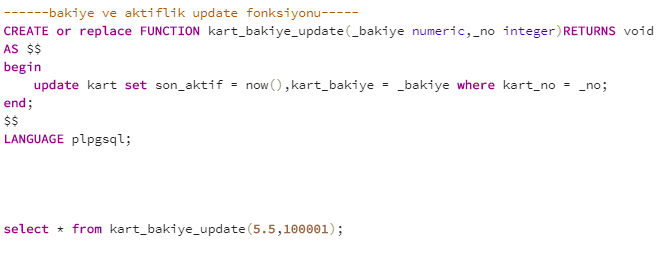 ------bakiye ve aktiflik update fonksiyonu-----
CREATE or replace FUNCTION kart_bakiye_update(_bakiye numeric,_no integer)RETURNS void
AS $$
begin
    update kart set son_aktif = now(),kart_bakiye = _bakiye where kart_no = _no;
end;
$$
LANGUAGE plpgsql;
select * from kart_bakiye_update(5.5,100001);